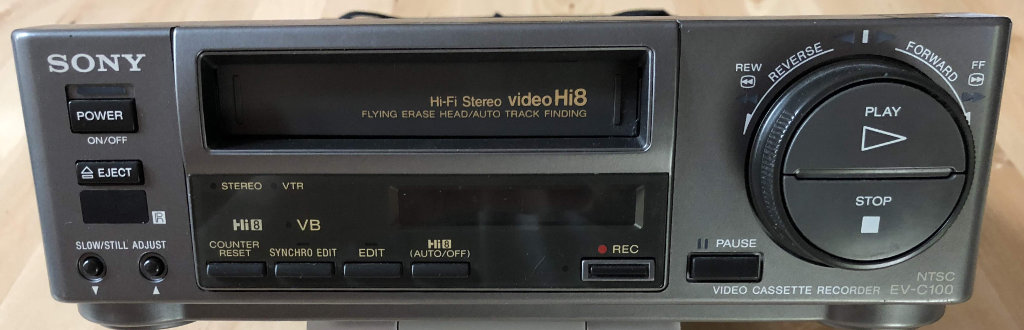 SONY
POWER
ON/OFF
EJECT
R
SLOW/STILL ADJUST
Hi-Fi Stereo video Hi8
FLYING ERASE HEAD/AUTO TRACK FINDING
STEREO VTR
Hi8 VB
COUNTER RESET
SYNCHRO EDIT
EDIT
Hi8
(AUTO/OFF)
REC
REW
REVERSE
FORWARD
FF
PLAY
STOP
PAUSE
NTSC
VIDEO CASSETTE RECORDER EV-C100